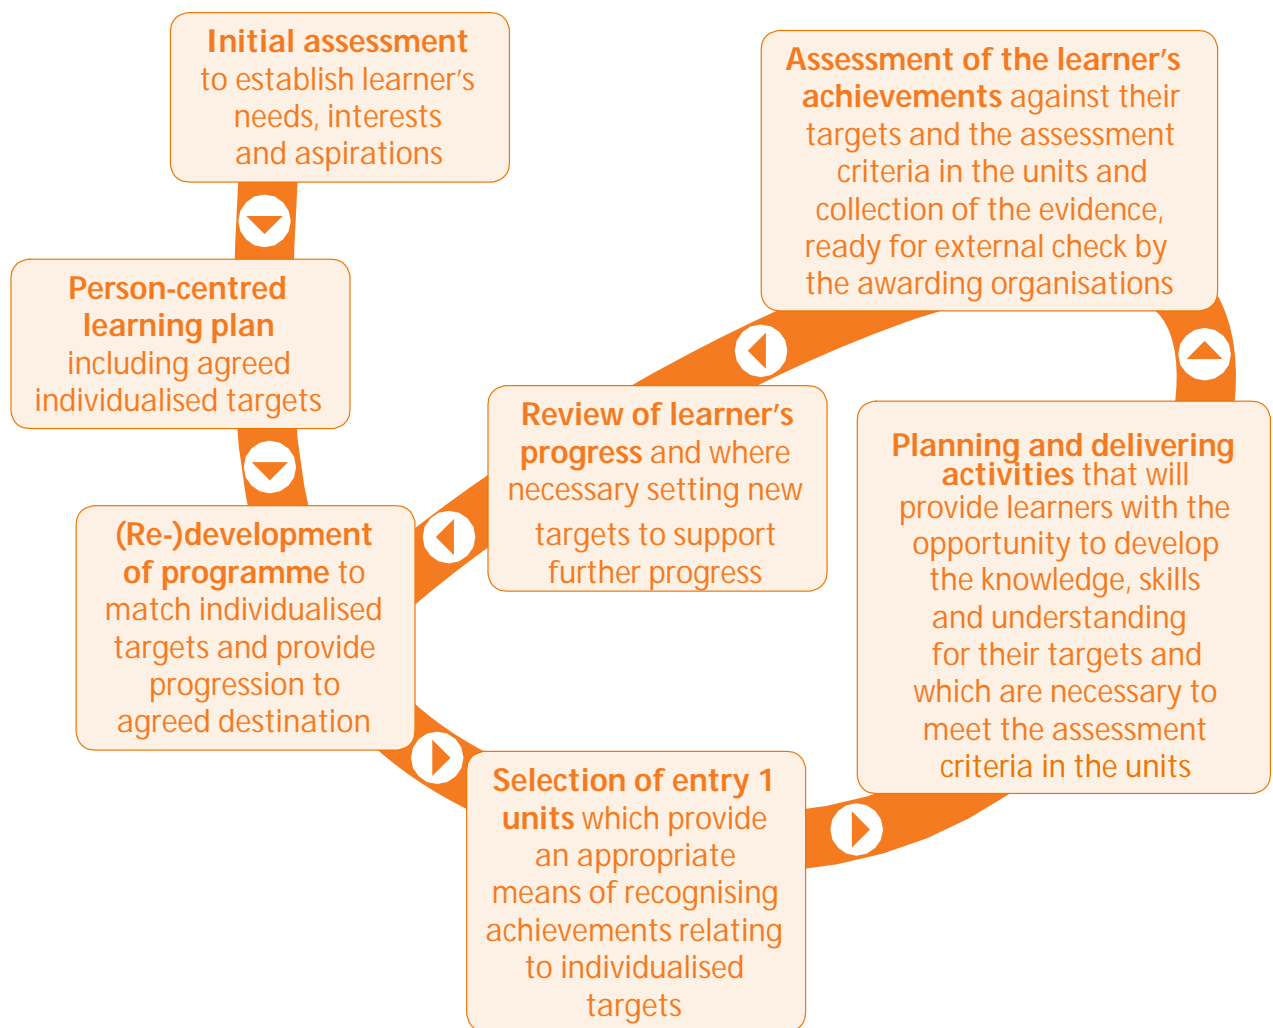 Initial assessment
to establish learner's
needs, interests
and aspirations
Person-centred
learning plan
including agreed
individualised targets
(Re-)development
of programme to
match individualised
targets and provide
progression to
agreed destination
Selection of entry 1
units which provide
an appropriate
means of recognising
achievements relating
to individualised
targets
Planning and delivering
activities that will
provide learners with the
opportunity to develop
the knowledge, skills
and understanding
for their targets and
which are necessary to
meet the assessment
criteria in the units
Assessment of the learner's
achievements against their
targets and the assessment
criteria in the units and
collection of the evidence,
ready for external check by
the awarding organisations
Review of learner's
progress and where
necessary setting new
targets to support
further progress